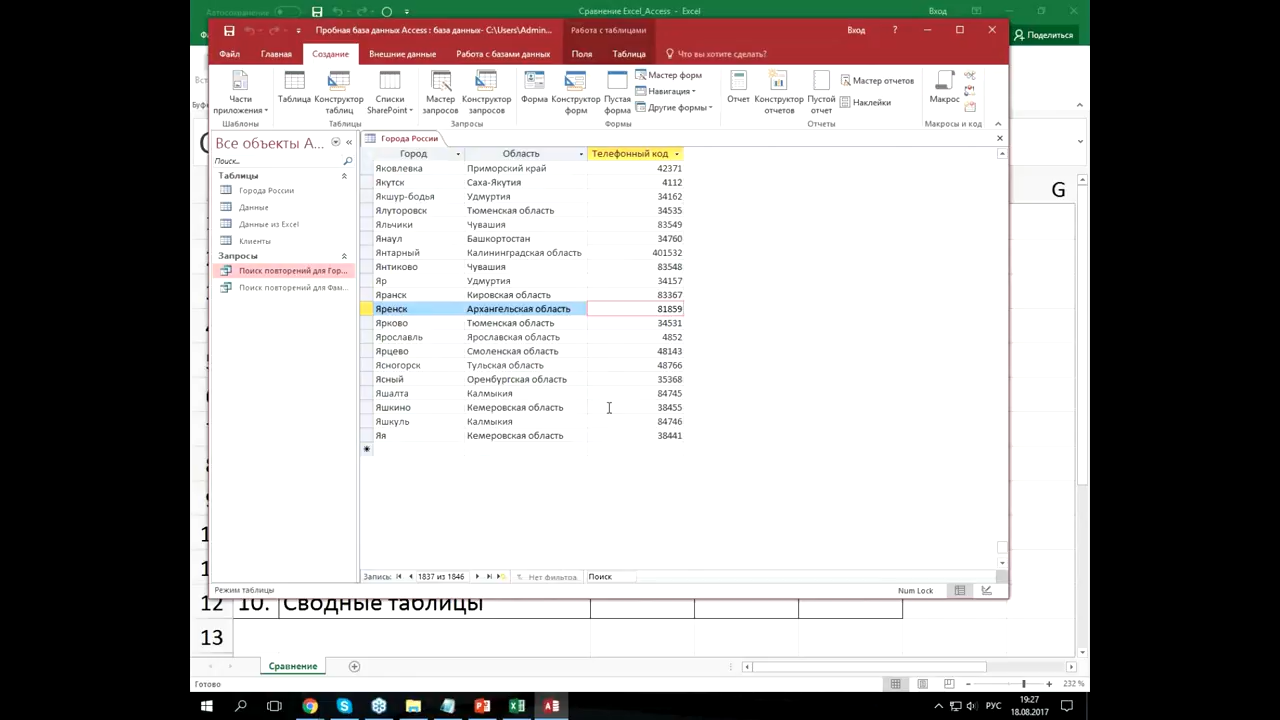 Автосохранение
Сравнение Excel_Access - Excel
Вход
Пробная база данных Access : база данных- C:\Users\Admin...
Работа с таблицами
Вход
?
Поделиться
Файл
Главная
Создание
Внешние данные
Работа с базами данных
Поля
Таблица
Что вы хотите сделать?
Части приложения
Таблица
Конструктор таблиц
Списки SharePoint
Мастер запросов
Конструктор запросов
Форма
Конструктор форм
Пустая форма
Мастер форм
Навигация
Другие формы
Отчет
Конструктор отчетов
Пустой отчет
Мастер отчетов
Наклейки
Макрос
Шаблоны
Таблицы
Запросы
Формы
Отчеты
Макросы и код
Все объекты A...
Поиск...
Таблицы
Города России
Данные
Данные из Excel
Клиенты
Запросы
Поиск повторений для Гор...
Поиск повторений для Фам...
Города России
Город Область Телефонный код
Яковлевка Приморский край 42371
Якутск Саха-Якутия 4112
Якшур-бодья Удмуртия 34162
Ялуторовск Тюменская область 34535
Яльчики Чувашия 83549
Янаул Башкортостан 34760
Янтарный Калининградская область 401532
Янтиково Чувашия 83548
Яр Удмуртия 34157
Яранск Кировская область 83367
Яренск Архангельская область 81859
Ярково Тюменская область 34531
Ярославль Ярославская область 4852
Ярцево Смоленская область 48143
Ясногорск Тульская область 48766
Ясный Оренбургская область 35368
Яшалта Калмыкия 84745
Яшкино Кемеровская область 38455
Яшкуль Калмыкия 84746
Яя Кемеровская область 38441
Запись: 1837 из 1846 Нет фильтра Поиск
Режим таблицы
Num Lock
G
12 10. Сводные таблицы
13
Сравнение
Готово
232 %
РУС
19:27
18.08.2017